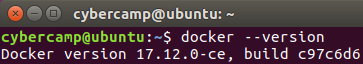 cybercamp@ubuntu: ~
cybercamp@ubuntu:~$ docker --version
Docker version 17.12.0-ce, build c97c6d6